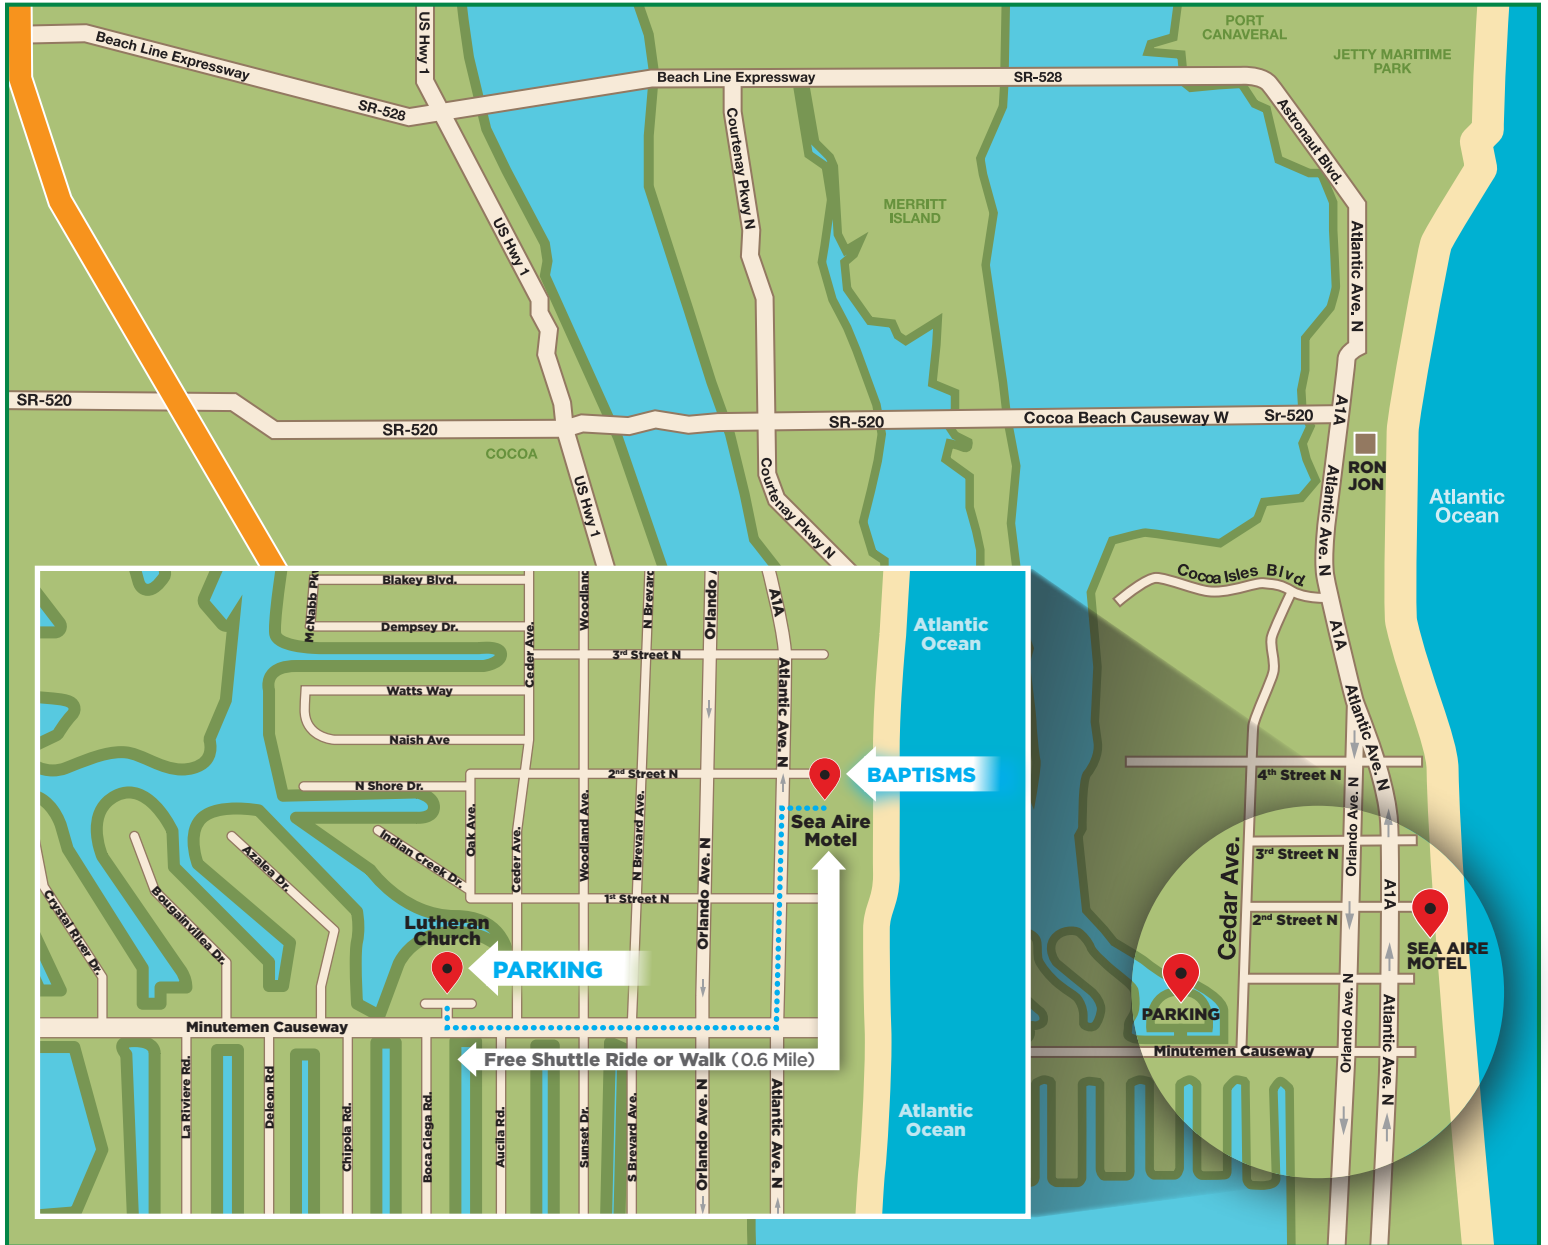 US Hwy 1
Beach Line Expressway
SR-528
Beach Line Expressway
SR-528
PORT
CANAVERAL
JETTY MARITIME
PARK
Astronaut Blvd.
Courtenay Pkwy N
MERRITT
ISLAND
US Hwy 1
Atlantic Ave. N
SR-520
SR-520
COCOA
SR-520
Cocoa Beach Causeway W
Sr-520
A1A
RON
JON
US Hwy 1
Courtenay Pkwy N
Atlantic Ave. N
Atlantic
Ocean
Cocoa Isles Blvd.
A1A
Atlantic Ave. N
4th Street N
Orlando Ave. N
3rd Street N
Cedar Ave.
A1A
2nd Street N
SEA AIRE
MOTEL
PARKING
Orlando Ave. N
Atlantic Ave. N
Minutemen Causeway
McNabb Pk
Blakey Blvd.
Dempsey Dr.
Ceder Ave.
Woodland
N Brevard
Orlando
A1A
3rd Street N
Atlantic
Ocean
Watts Way
Naish Ave
Atlantic Ave. N
2nd Street N
BAPTISMS
N Shore Dr.
Oak Ave.
Indian Creek Dr.
Ceder Ave.
Woodland Ave.
N Brevard Ave.
Orlando Ave. N
Sea Aire
Motel
Azalea Dr.
Bougainvillea Dr.
Crystal River Dr.
1st Street N
Lutheran
Church
PARKING
Minutemen Causeway
Free Shuttle Ride or Walk (0.6 Mile)
La Riviere Rd.
Deleon Rd
Chipola Rd.
Boca Ciega Rd.
Aucila Rd.
Sunset Dr.
S Brevard Ave.
Orlando Ave. N
Atlantic Ave. N
Atlantic
Ocean